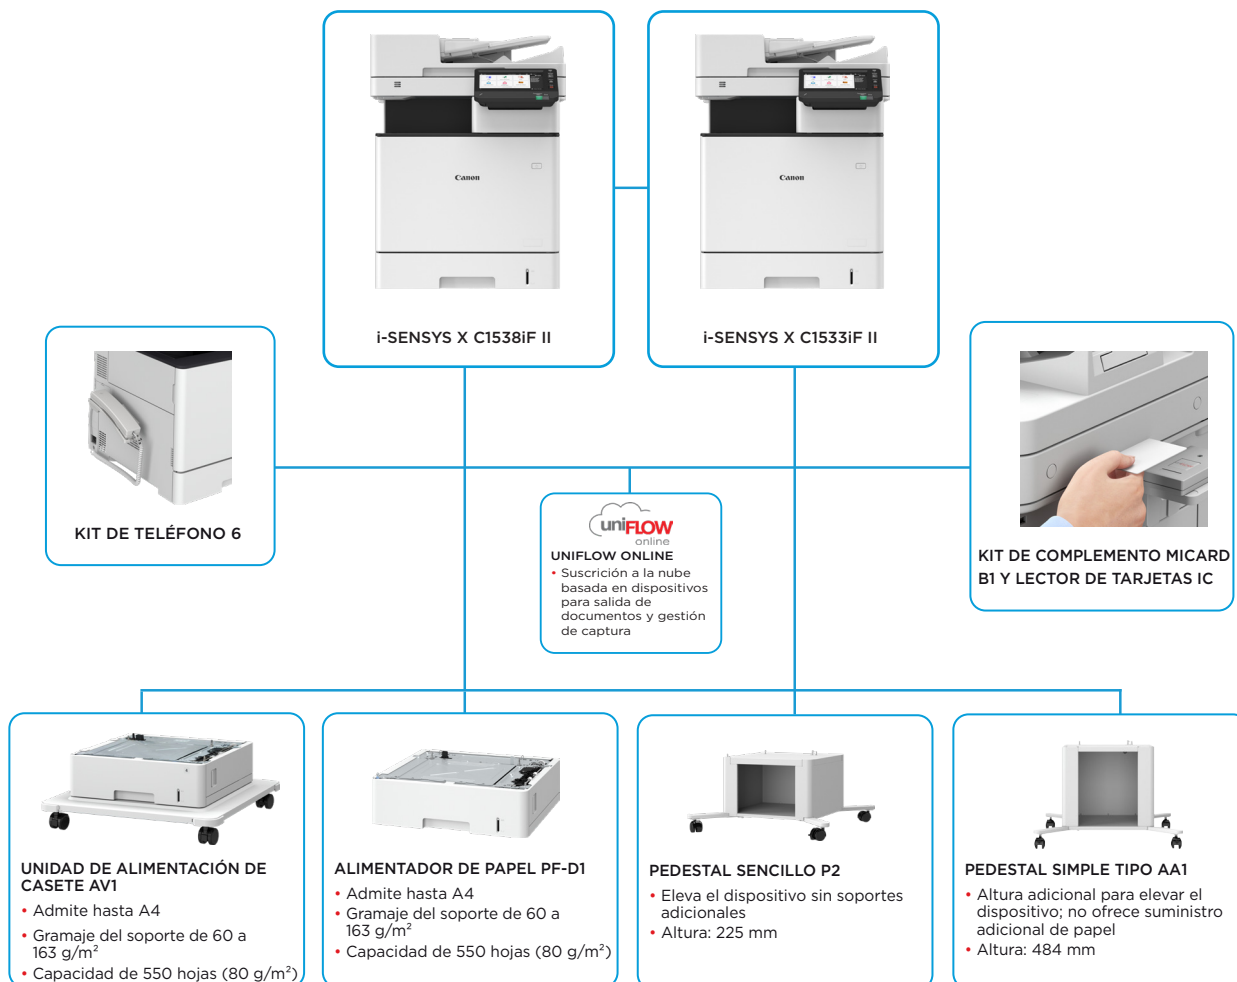 Canon
Canon
i-SENSYS X C1538iF II
i-SENSYS X C1533iF II
KIT DE TELÉFONO 6
uniFLOW
online
UNIFLOW ONLINE
• Suscrición a la nube
basada en dispositivos
para salida de
documentos y gestión
de captura
KIT DE COMPLEMENTO MICARD
B1 Y LECTOR DE TARJETAS IC
UNIDAD DE ALIMENTACIÓN DE
CASETE AV1
• Admite hasta A4
• Gramaje del soporte de 60 a
163 g/m²
• Capacidad de 550 hojas (80 g/m²)
ALIMENTADOR DE PAPEL PF-D1
• Admite hasta A4
• Gramaje del soporte de 60 a
163 g/m²
• Capacidad de 550 hojas (80 g/m²)
PEDESTAL SENCILLO P2
• Eleva el dispositivo sin soportes
adicionales
• Altura: 225 mm
PEDESTAL SIMPLE TIPO AA1
• Altura adicional para elevar el
dispositivo; no ofrece suministro
adicional de papel
• Altura: 484 mm